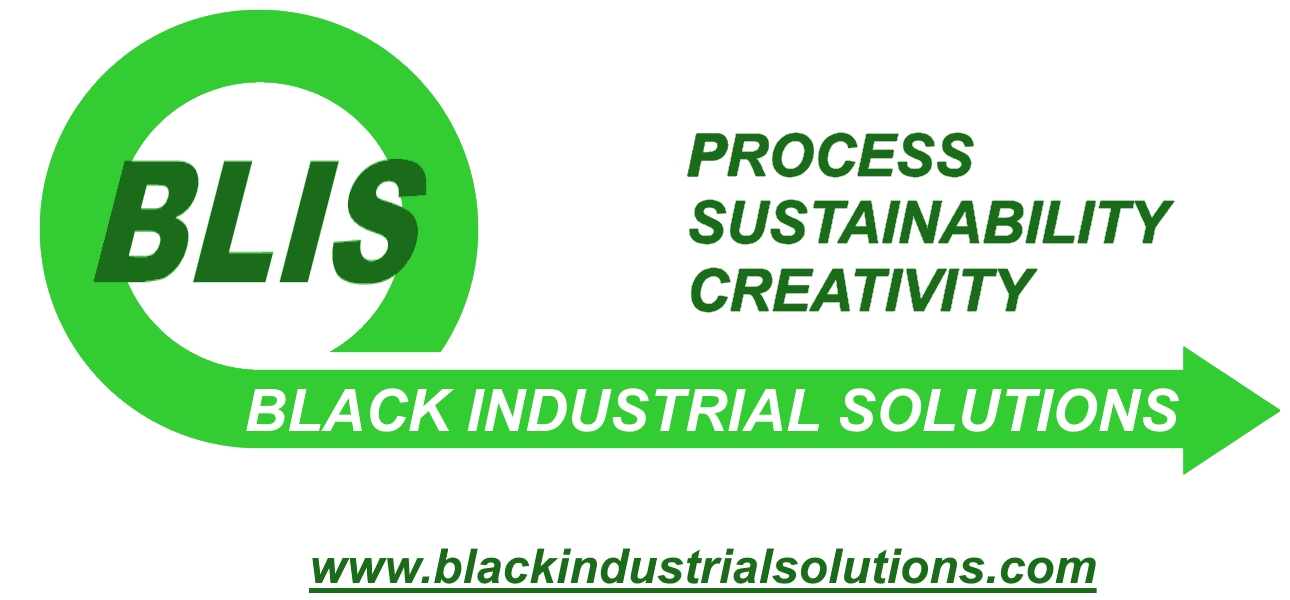 BLIS
PROCESS
SUSTAINABILITY
CREATIVITY
BLACK INDUSTRIAL SOLUTIONS
www.blackindustrialsolutions.com